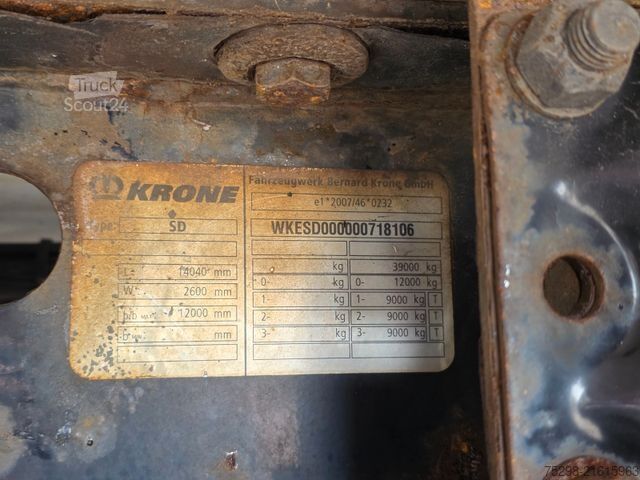 Truck
Scout24
KRONE
Fahrzeugwerk Bernard Krone GmbH
e1*2007/46*0232
Type: SD
WKESD000000718106
kg 39000 kg
L= 14040 mm 0- kg 0- 12000 kg
W= 2600 mm 1- kg 1- 9000 kg T
12000 mm 2- kg 2- 9000 kg T
mm 3- kg 3- 9000 kg T
75298-21615963